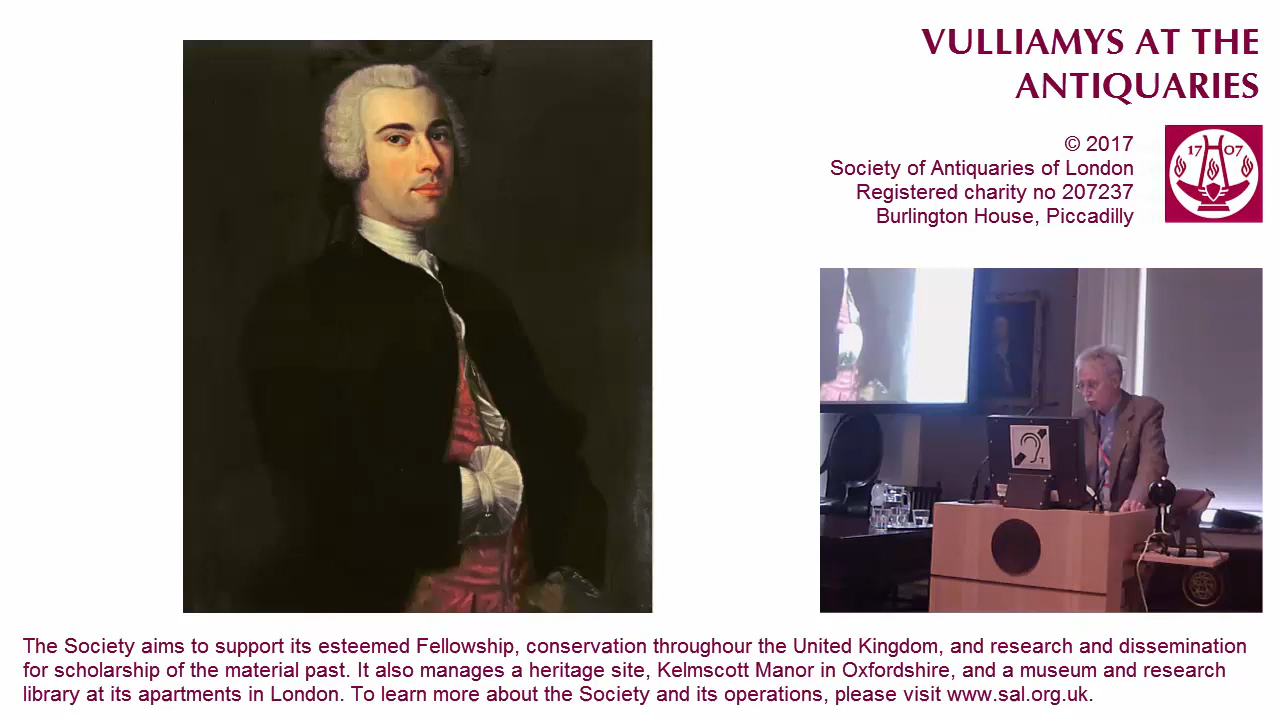 VULLIAMYS AT THE
ANTIQUARIES
© 2017
Society of Antiquaries of London
Registered charity no 207237
Burlington House, Piccadilly
17 07
T
The Society aims to support its esteemed Fellowship, conservation throughour the United Kingdom, and research and dissemination
for scholarship of the material past. It also manages a heritage site, Kelmscott Manor in Oxfordshire, and a museum and research
library at its apartments in London. To learn more about the Society and its operations, please visit www.sal.org.uk.